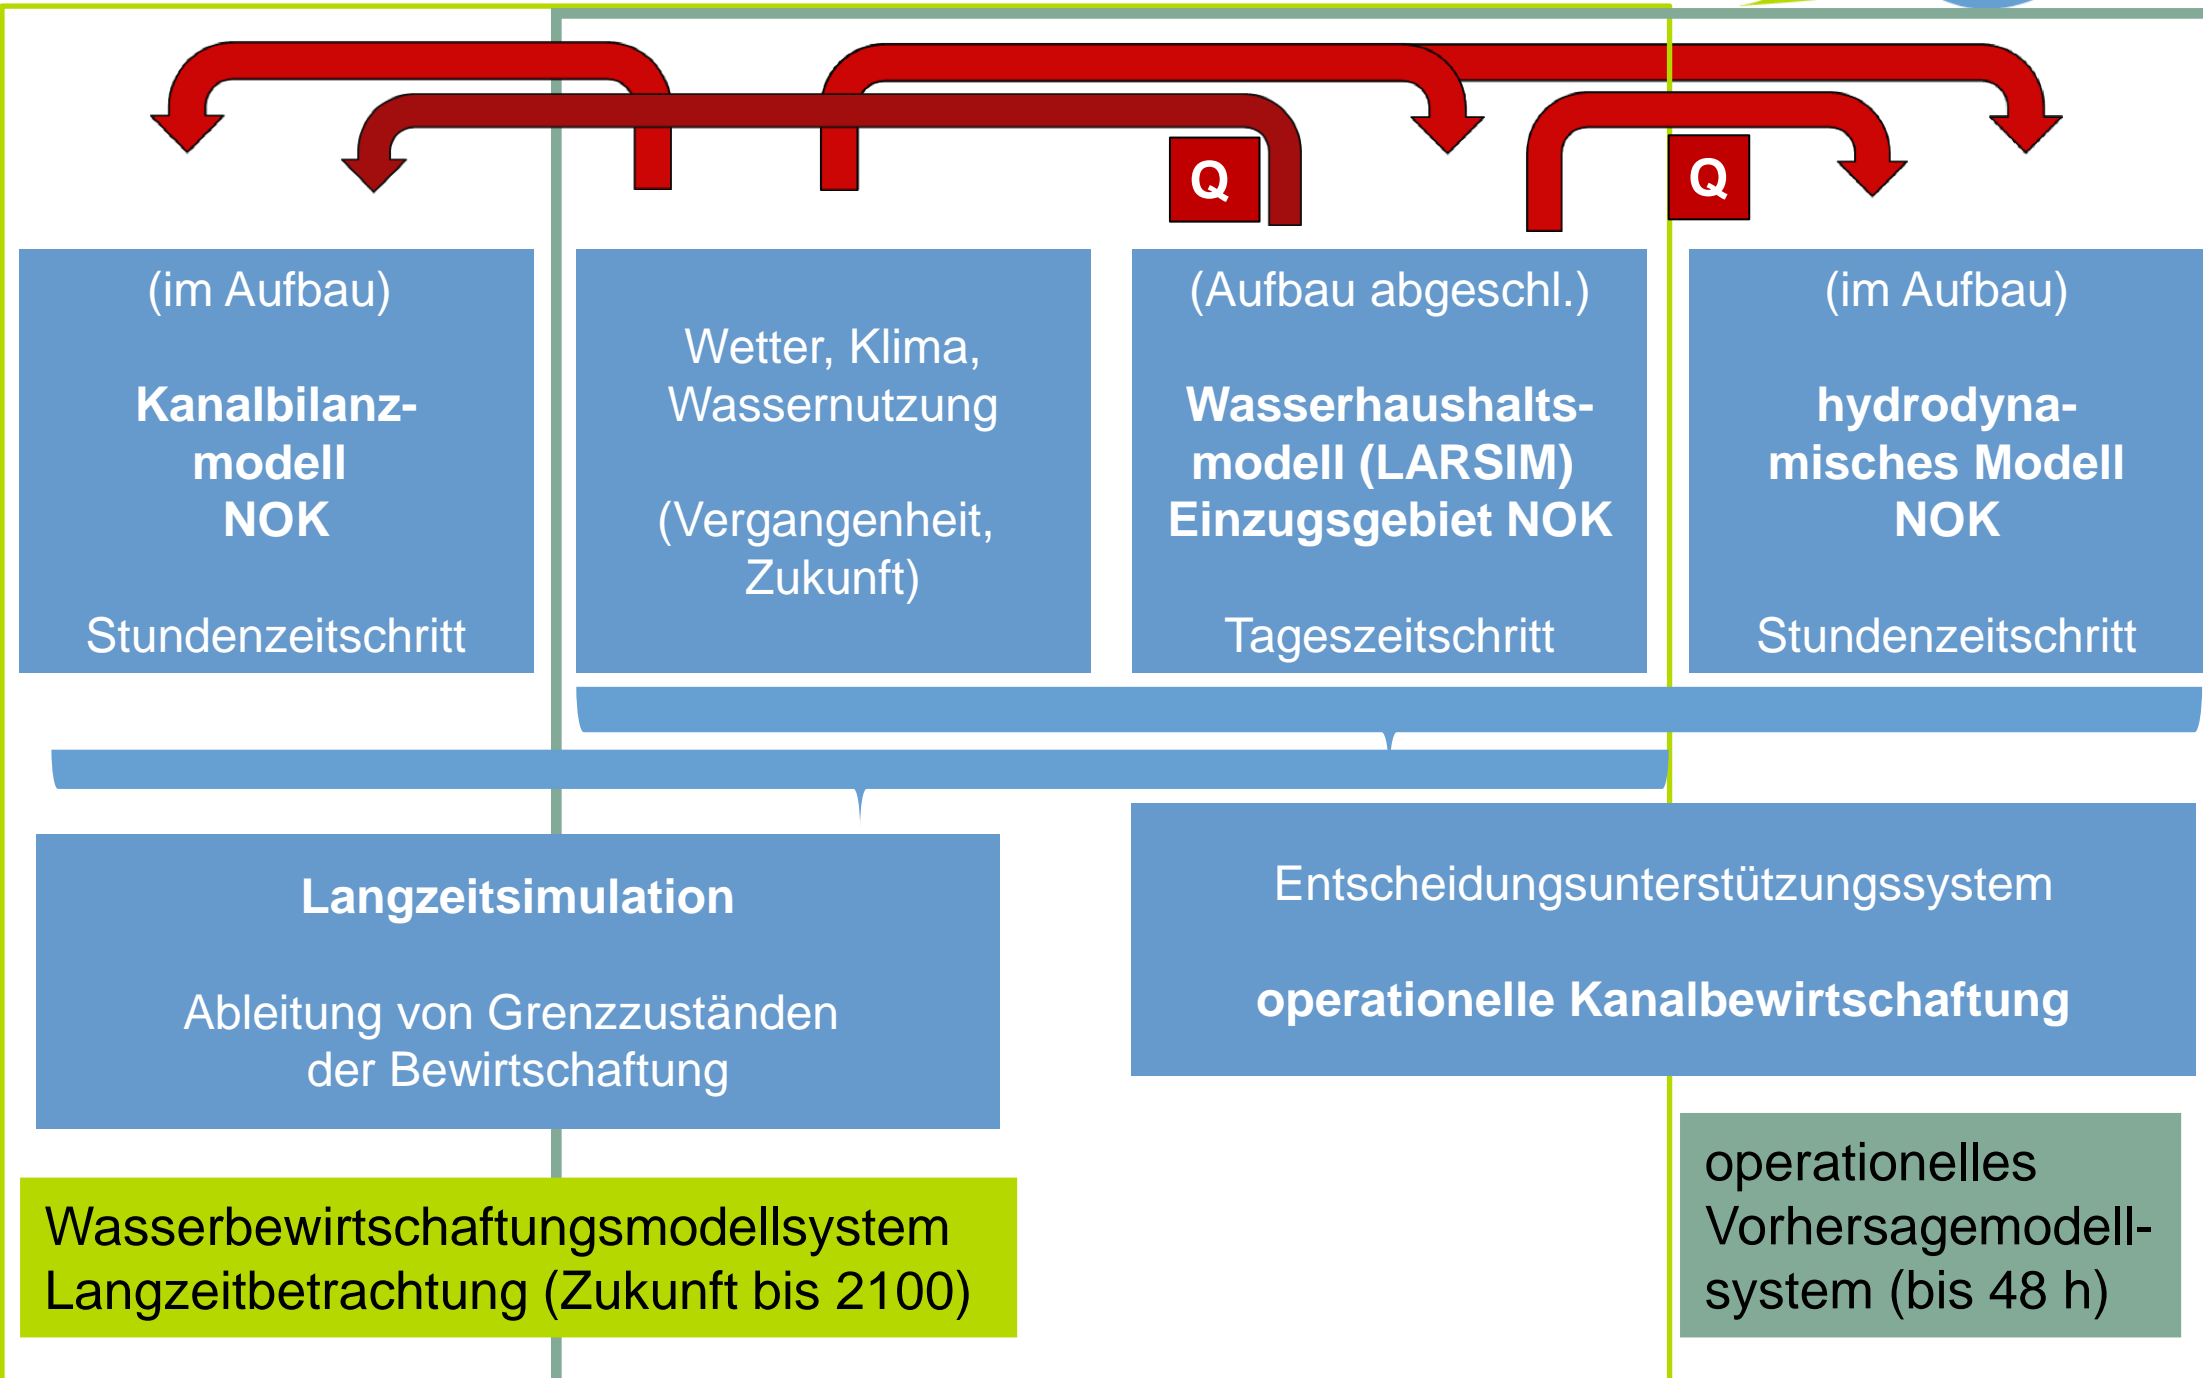 Q
Q
(im Aufbau)
Kanalbilanz-
modell
NOK
Stundenzeitschritt
Wetter, Klima,
Wassernutzung
(Vergangenheit,
Zukunft)
(Aufbau abgeschl.)
Wasserhaushalts-
modell (LARSIM)
Einzugsgebiet NOK
Tageszeitschritt
(im Aufbau)
hydrodyna-
misches Modell
NOK
Stundenzeitschritt
Langzeitsimulation
Ableitung von Grenzzuständen
der Bewirtschaftung
Entscheidungsunterstützungssystem
operationelle Kanalbewirtschaftung
Wasserbewirtschaftungsmodellsystem
Langzeitbetrachtung (Zukunft bis 2100)
operationelles
Vorhersagemodell-
system (bis 48 h)